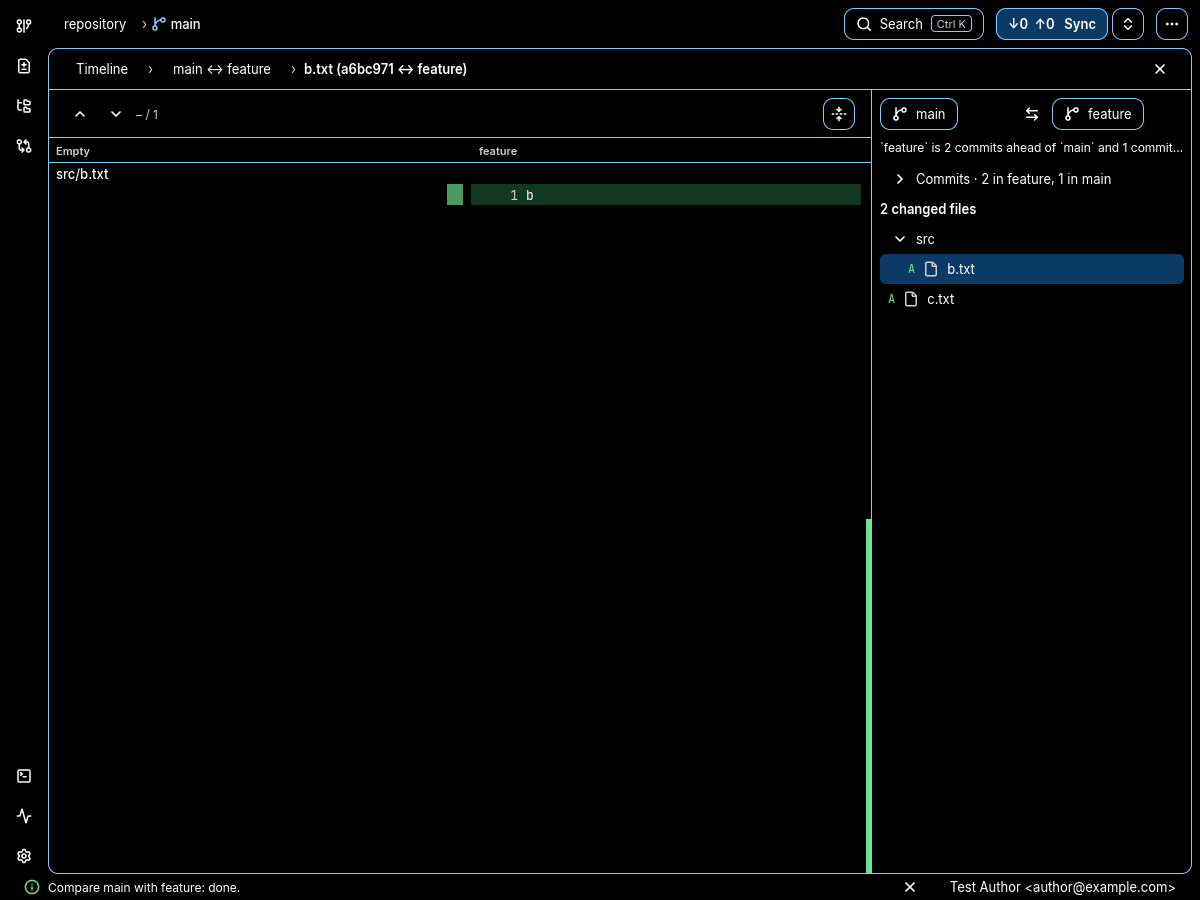 repository › main
Search Ctrl K
↓0 ↑0 Sync
Timeline › main ↔ feature › b.txt (a6bc971 ↔ feature)
– / 1
main
feature
Empty
feature
`feature` is 2 commits ahead of `main` and 1 commit...
src/b.txt
1 b
Commits · 2 in feature, 1 in main
2 changed files
src
A b.txt
A c.txt
Compare main with feature: done.
Test Author <author@example.com>